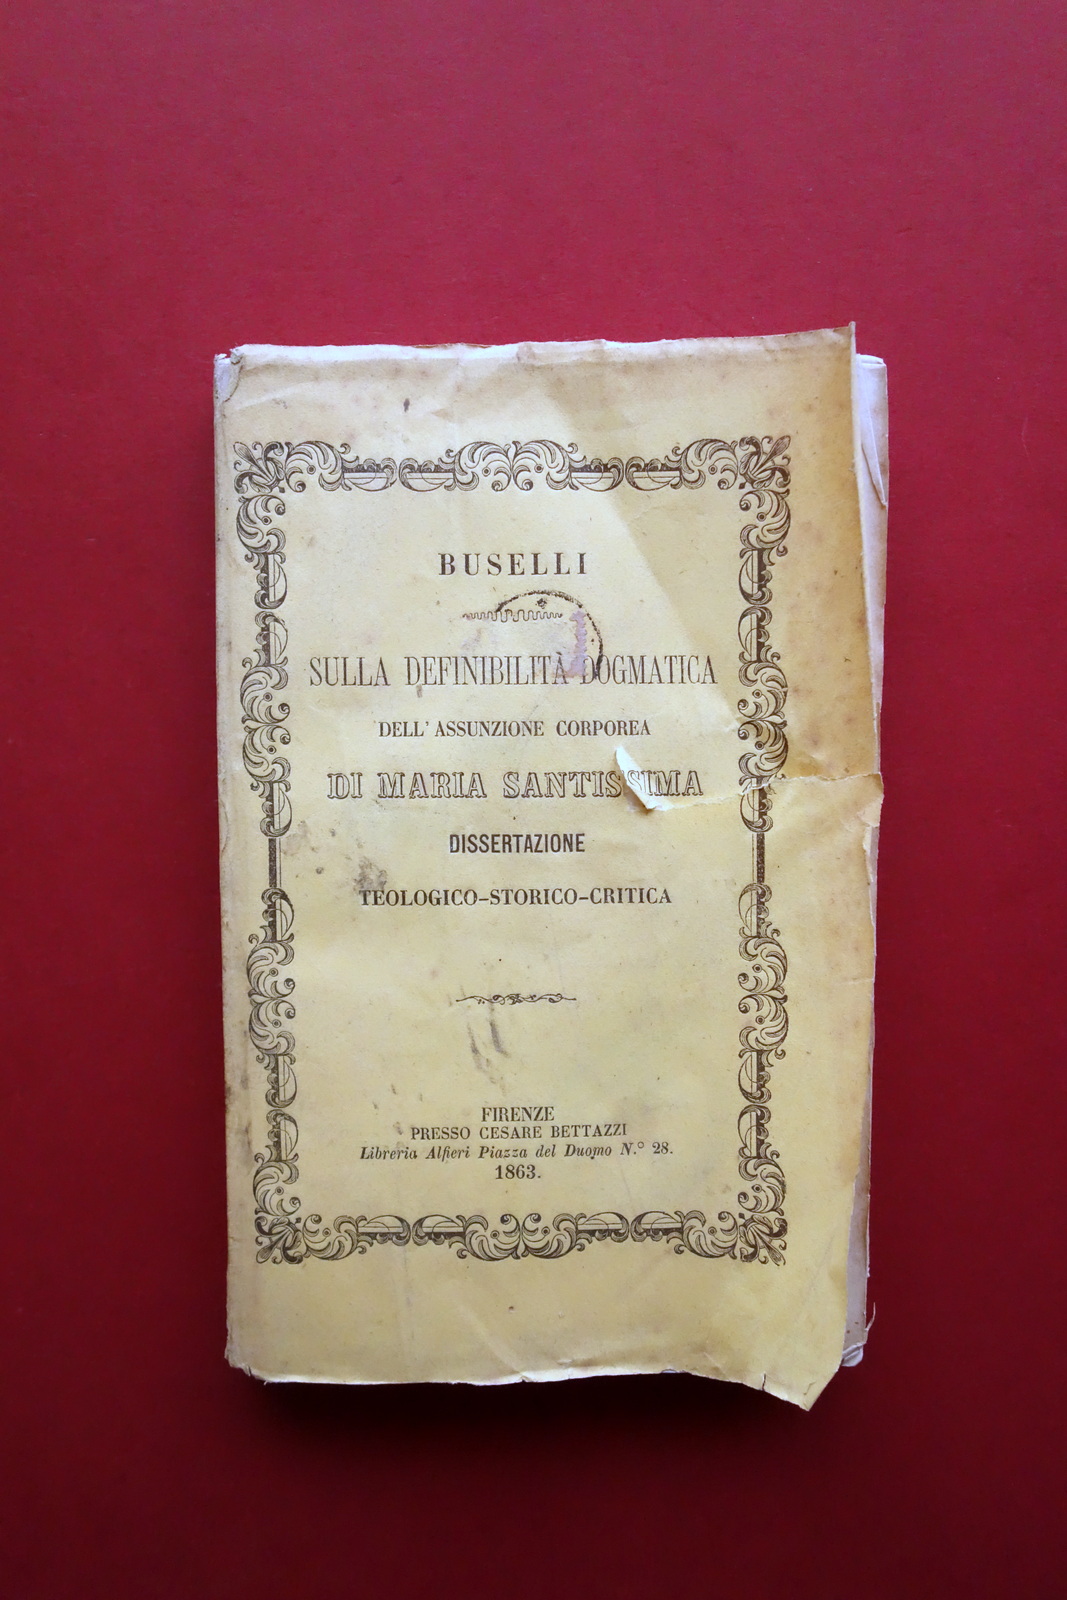 BUSELLI
SULLA DEFINIBILITÀ DOGMATICA
DELL' ASSUNZIONE CORPOREA
DI MARIA SANTISSIMA
DISSERTAZIONE
TEOLOGICO-STORICO-CRITICA
FIRENZE
PRESSO CESARE BETTAZZI
Libreria Alfieri Piazza del Duomo N.° 28.
1863.